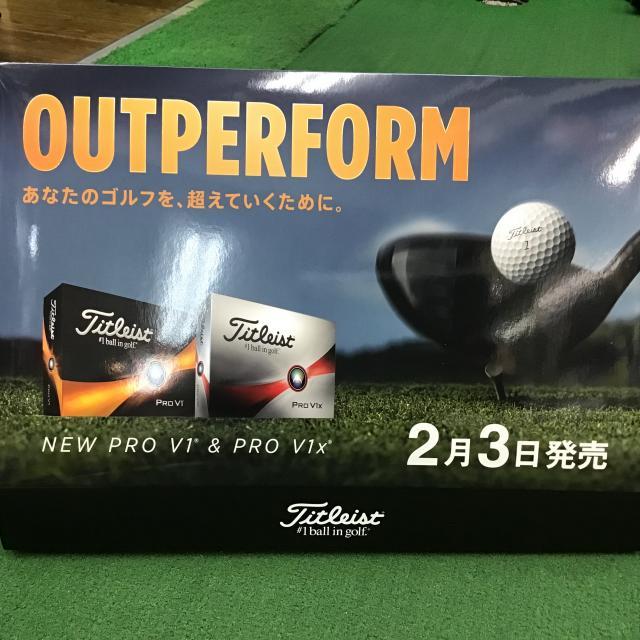 OUTPERFORM
あなたのゴルフを、超えていくために。
Titleist
1
Titleist
#1 ball in golf.
PRO V1
Titleist
#1 ball in golf.
PRO V1x
NEW PRO V1® & PRO V1x®
2月3日発売
Titleist
#1 ball in golf.®